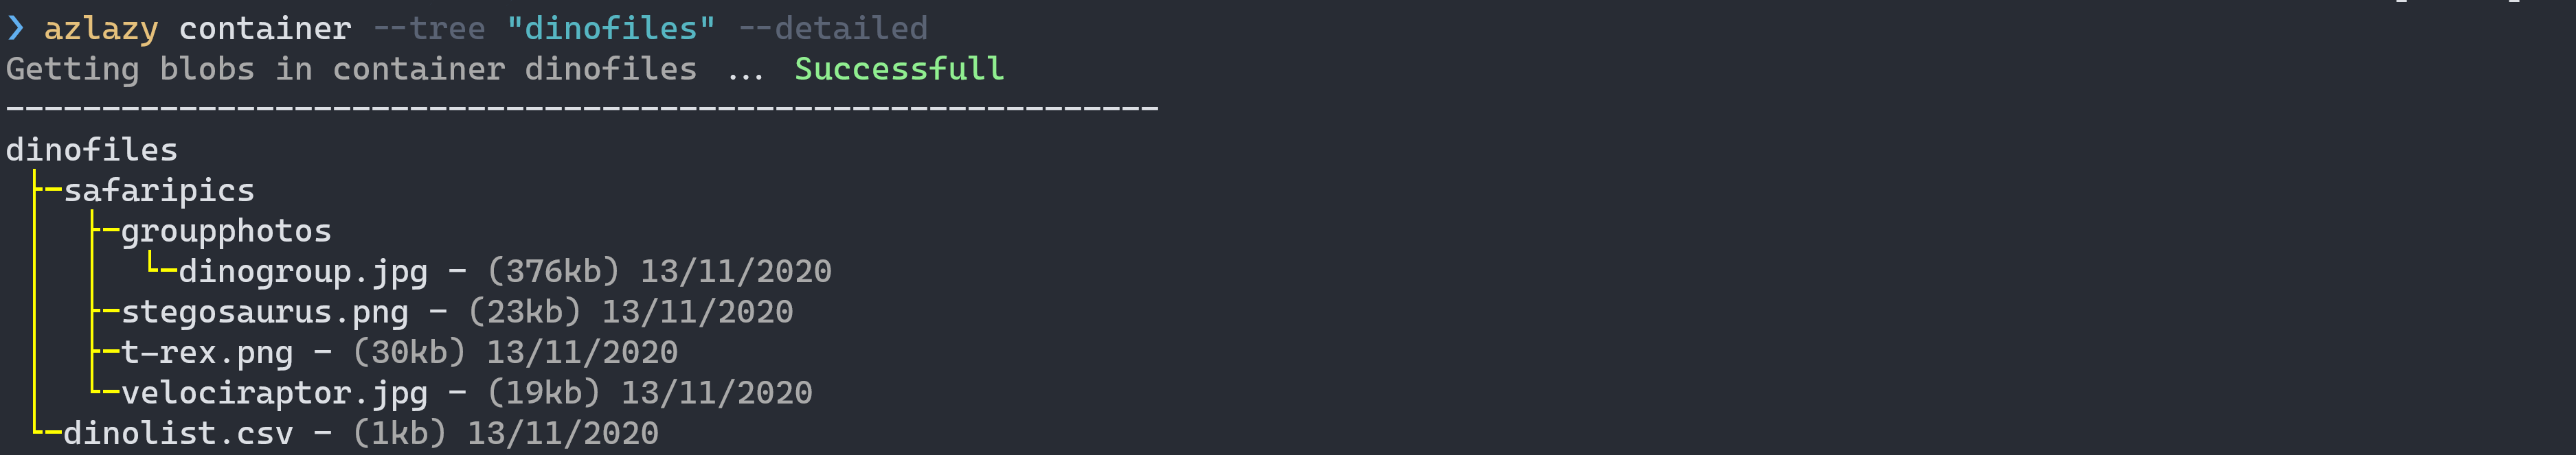 ❯ azlazy container --tree "dinofiles" --detailed
Getting blobs in container dinofiles ... Successfull
------------------------------------------------------------
dinofiles
 ├─safaripics
 │  ├─groupphotos
 │  │  └─dinogroup.jpg - (376kb) 13/11/2020
 │  ├─stegosaurus.png - (23kb) 13/11/2020
 │  ├─t-rex.png - (30kb) 13/11/2020
 │  └─velociraptor.jpg - (19kb) 13/11/2020
 └─dinolist.csv - (1kb) 13/11/2020